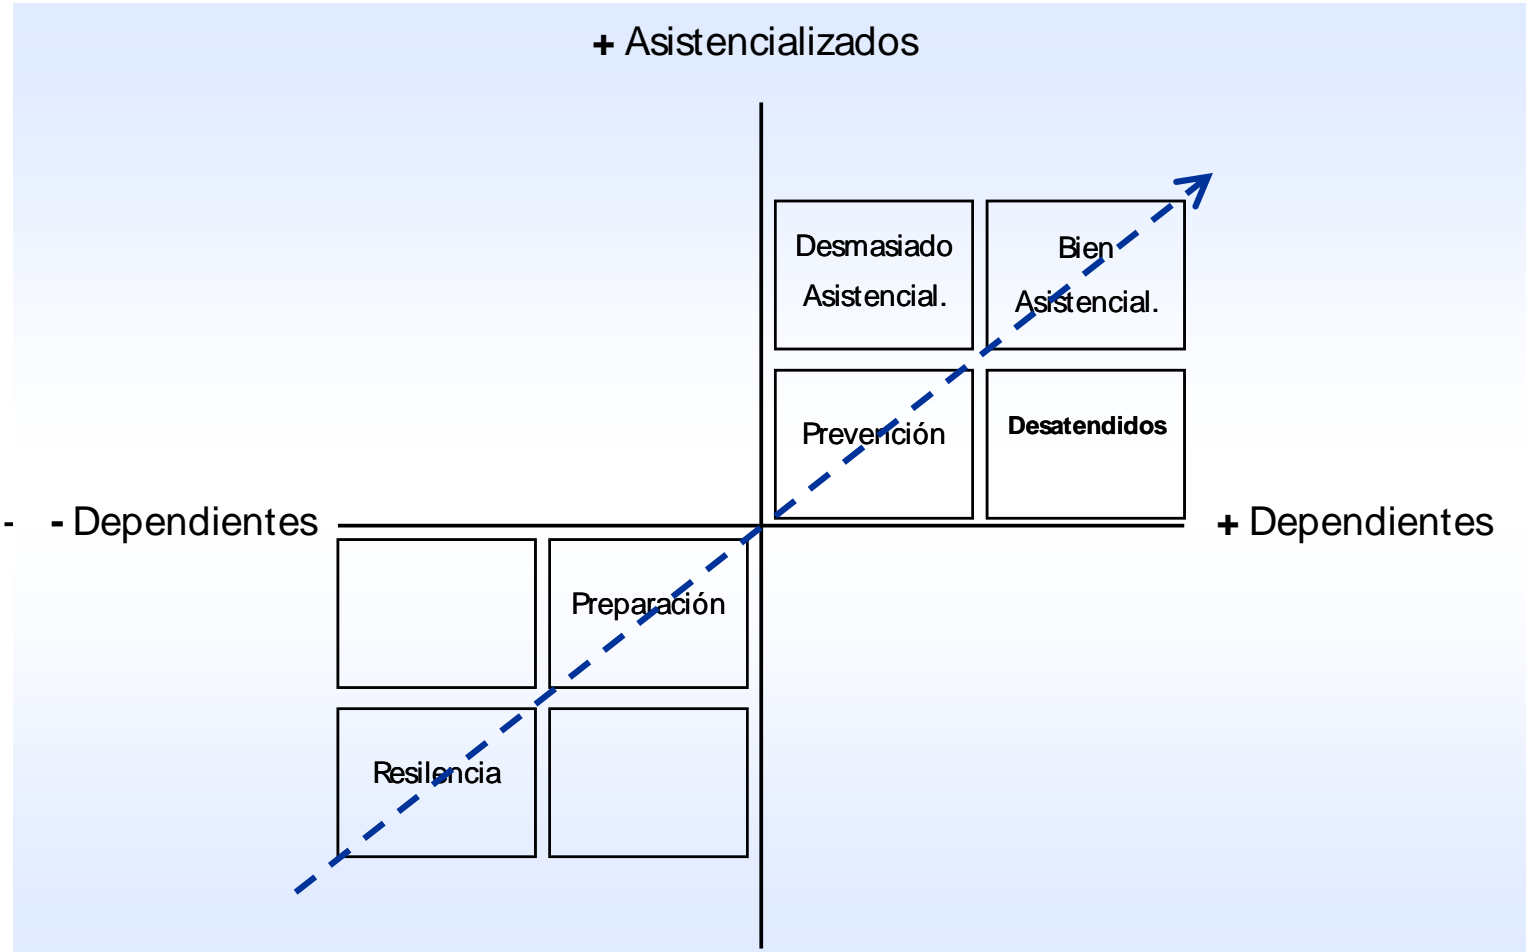 + Asistencializados
Desmasiado
Asistencial.
Bien
Asistencial.
Prevención
Desatendidos
- - Dependientes
+ Dependientes
Preparación
Resilencia